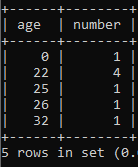 +------+--------+
| age | number |
+------+--------+
| 0 | 1 |
| 22 | 4 |
| 25 | 1 |
| 26 | 1 |
| 32 | 1 |
+------+--------+
5 rows in set (0.